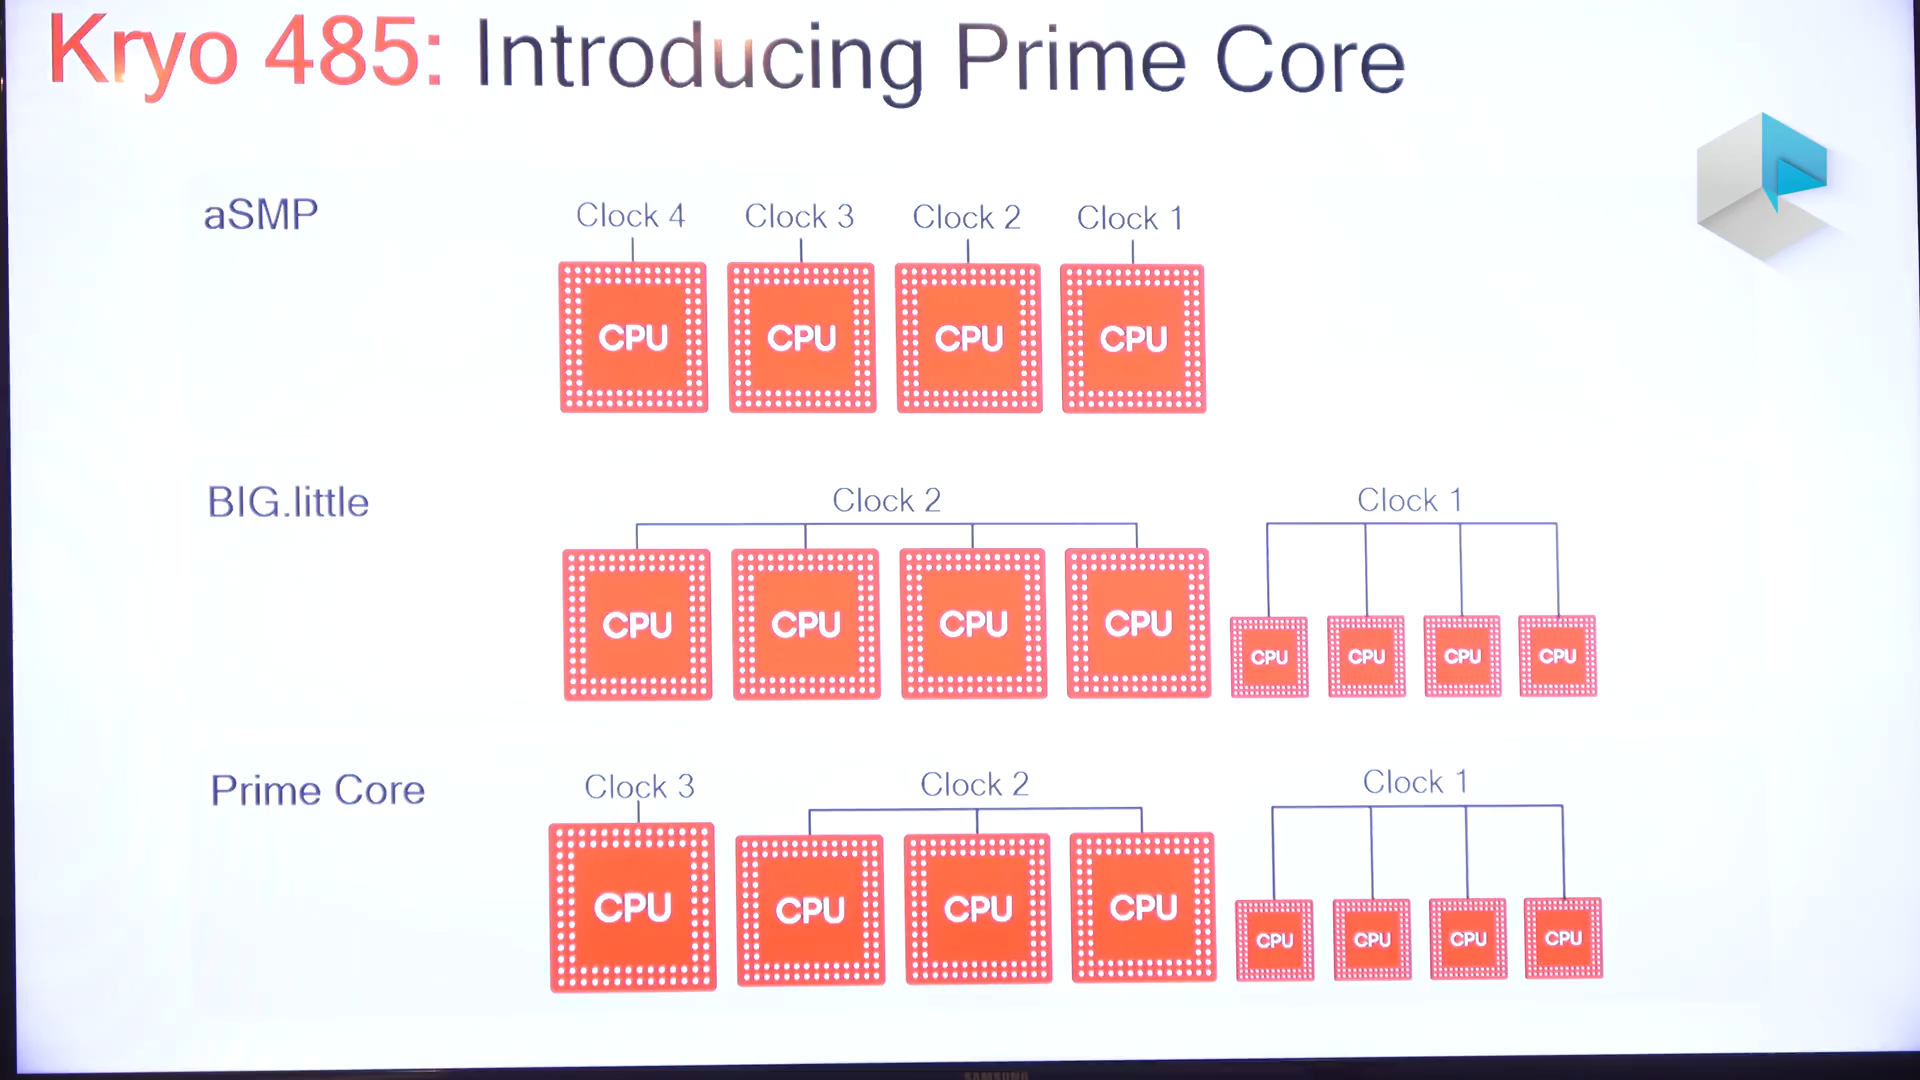 Kryo 485: Introducing Prime Core
aSMP
Clock 4 Clock 3 Clock 2 Clock 1
CPU CPU CPU CPU
BIG.little
Clock 2 Clock 1
CPU CPU CPU CPU CPU CPU CPU CPU
Prime Core
Clock 3 Clock 2 Clock 1
CPU CPU CPU CPU CPU CPU CPU CPU
SAMSUNG